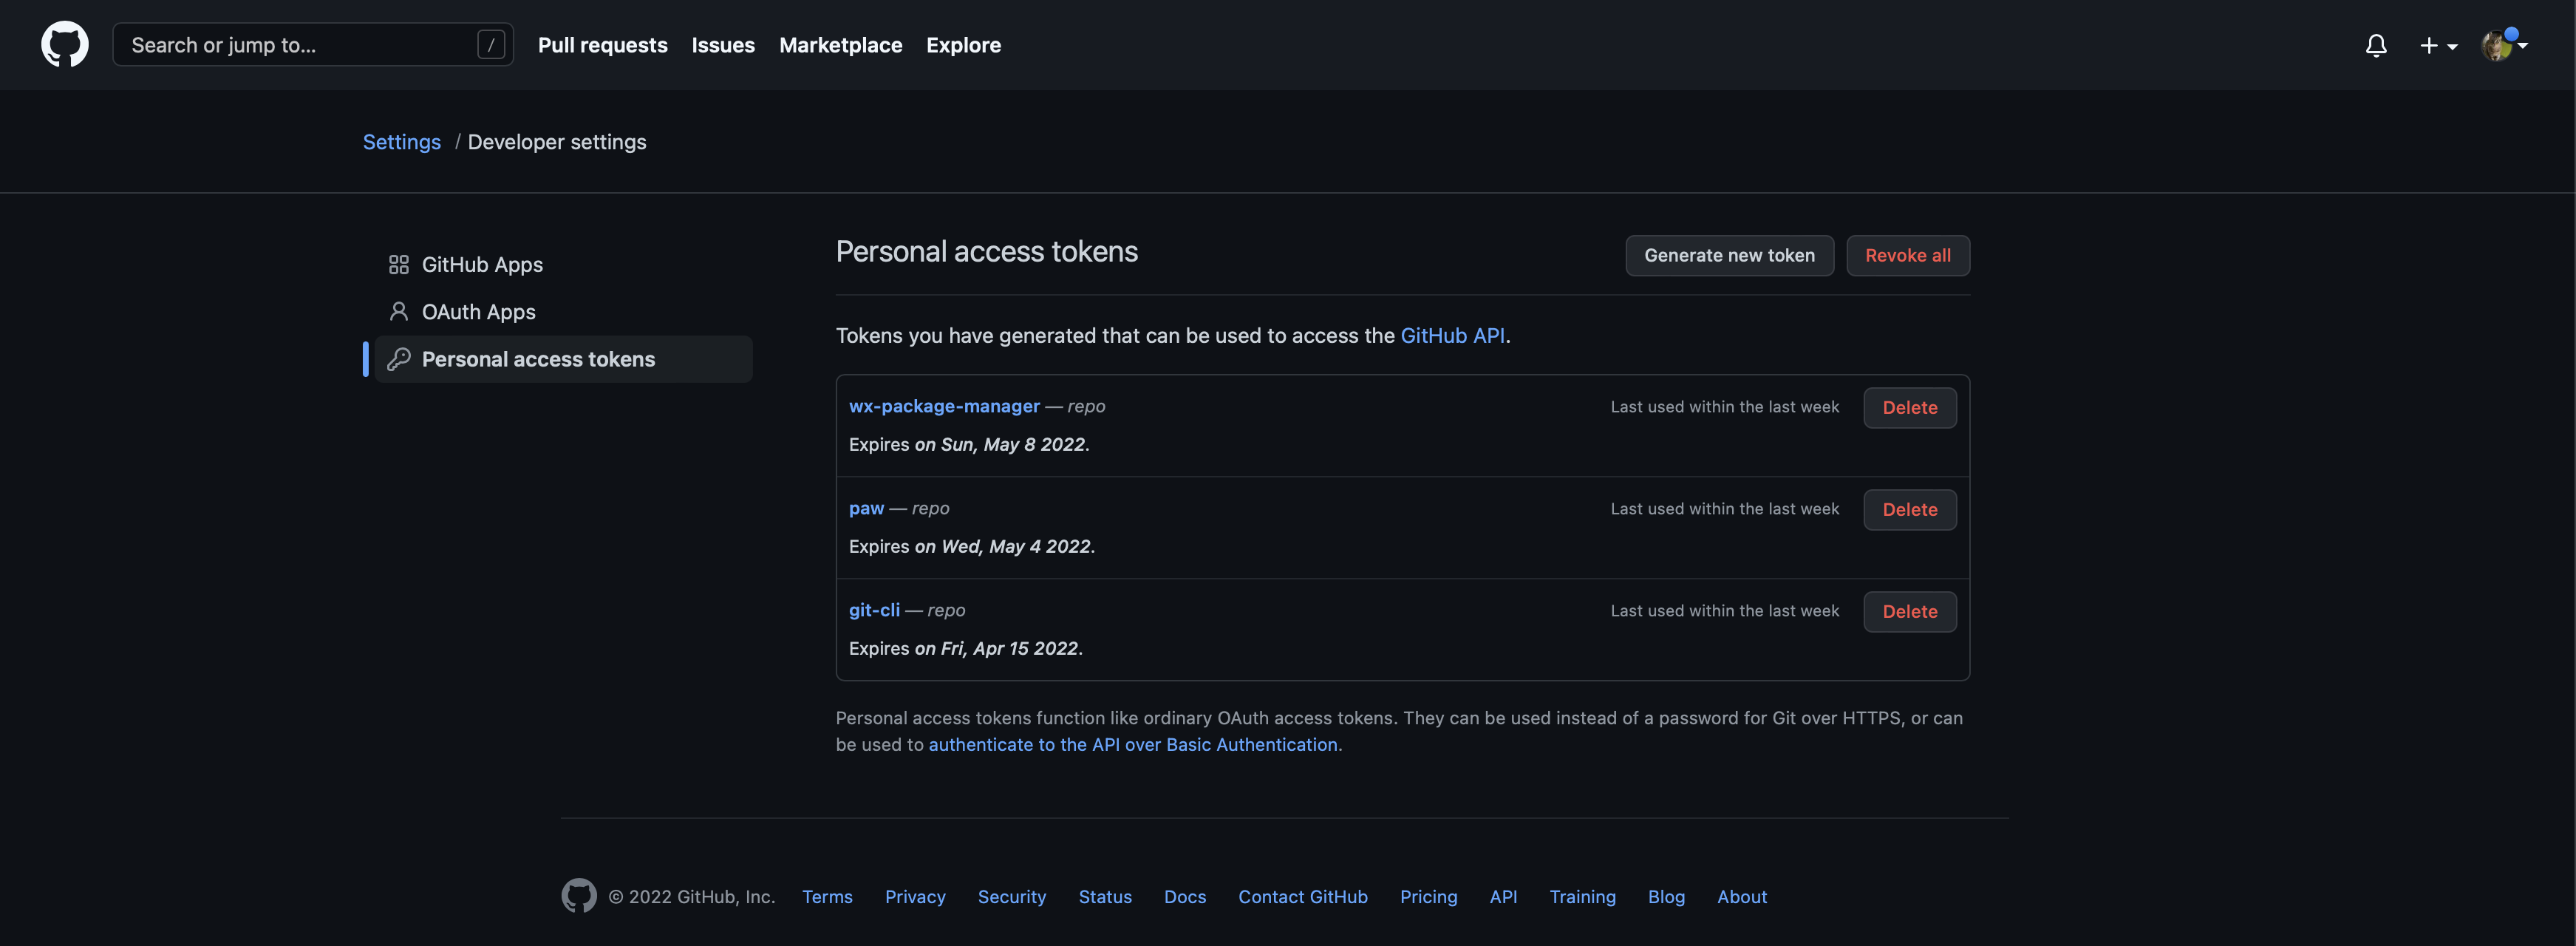 Search or jump to... /
Pull requests Issues Marketplace Explore
Settings / Developer settings
GitHub Apps
OAuth Apps
Personal access tokens
Personal access tokens
Generate new token Revoke all
Tokens you have generated that can be used to access the GitHub API.
wx-package-manager — repo Last used within the last week Delete
Expires on Sun, May 8 2022.
paw — repo Last used within the last week Delete
Expires on Wed, May 4 2022.
git-cli — repo Last used within the last week Delete
Expires on Fri, Apr 15 2022.
Personal access tokens function like ordinary OAuth access tokens. They can be used instead of a password for Git over HTTPS, or can
be used to authenticate to the API over Basic Authentication.
© 2022 GitHub, Inc. Terms Privacy Security Status Docs Contact GitHub Pricing API Training Blog About